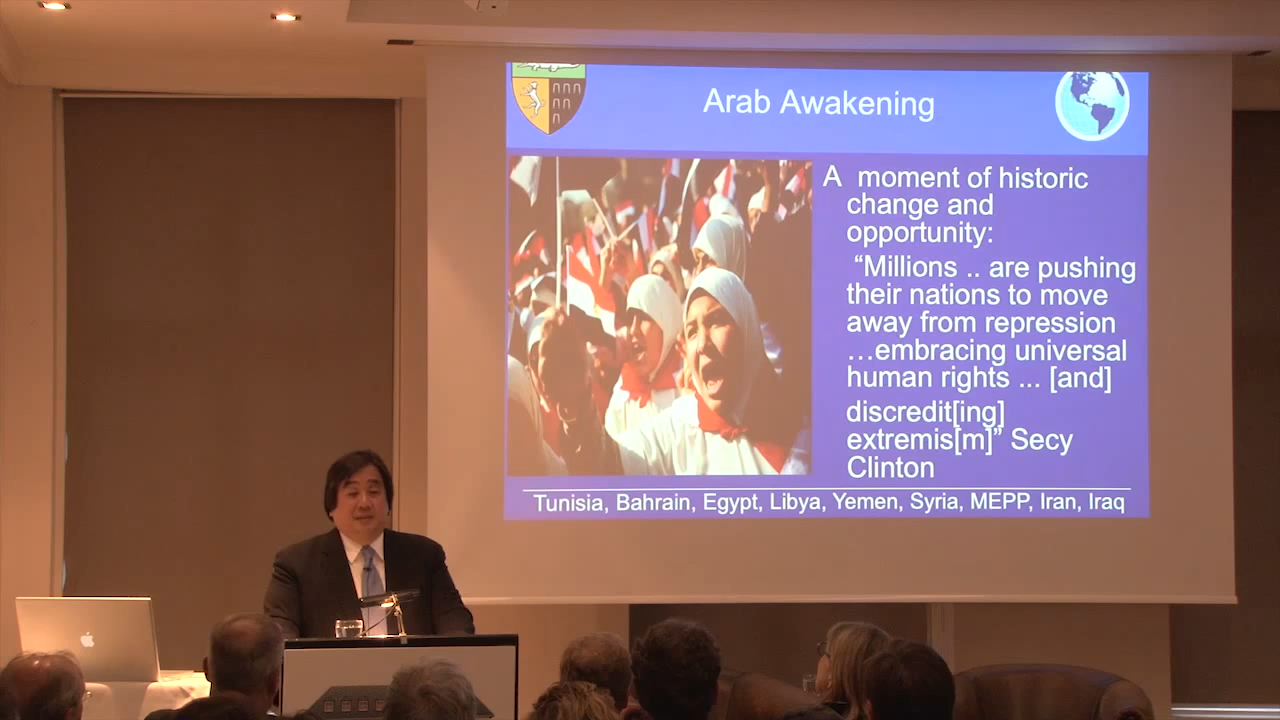 Arab Awakening
A moment of historic
change and
opportunity:
“Millions .. are pushing
their nations to move
away from repression
…embracing universal
human rights ... [and]
discredit[ing]
extremis[m]” Secy
Clinton
Tunisia, Bahrain, Egypt, Libya, Yemen, Syria, MEPP, Iran, Iraq